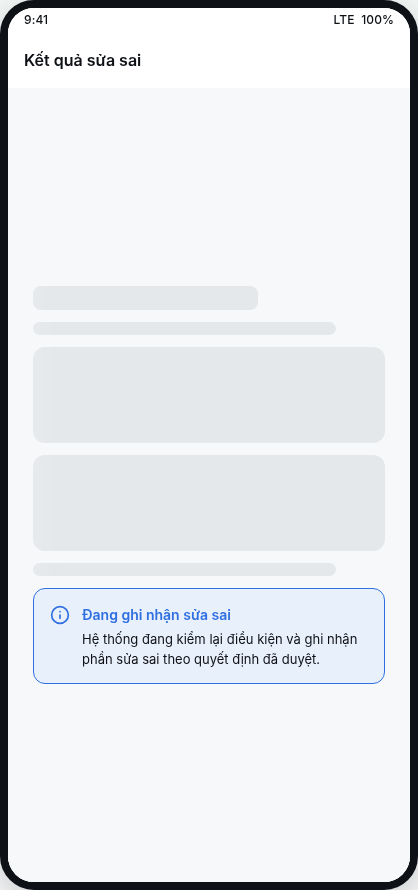 9:41 LTE 100%
Kết quả sửa sai
Đang ghi nhận sửa sai
Hệ thống đang kiểm lại điều kiện và ghi nhận
phần sửa sai theo quyết định đã duyệt.